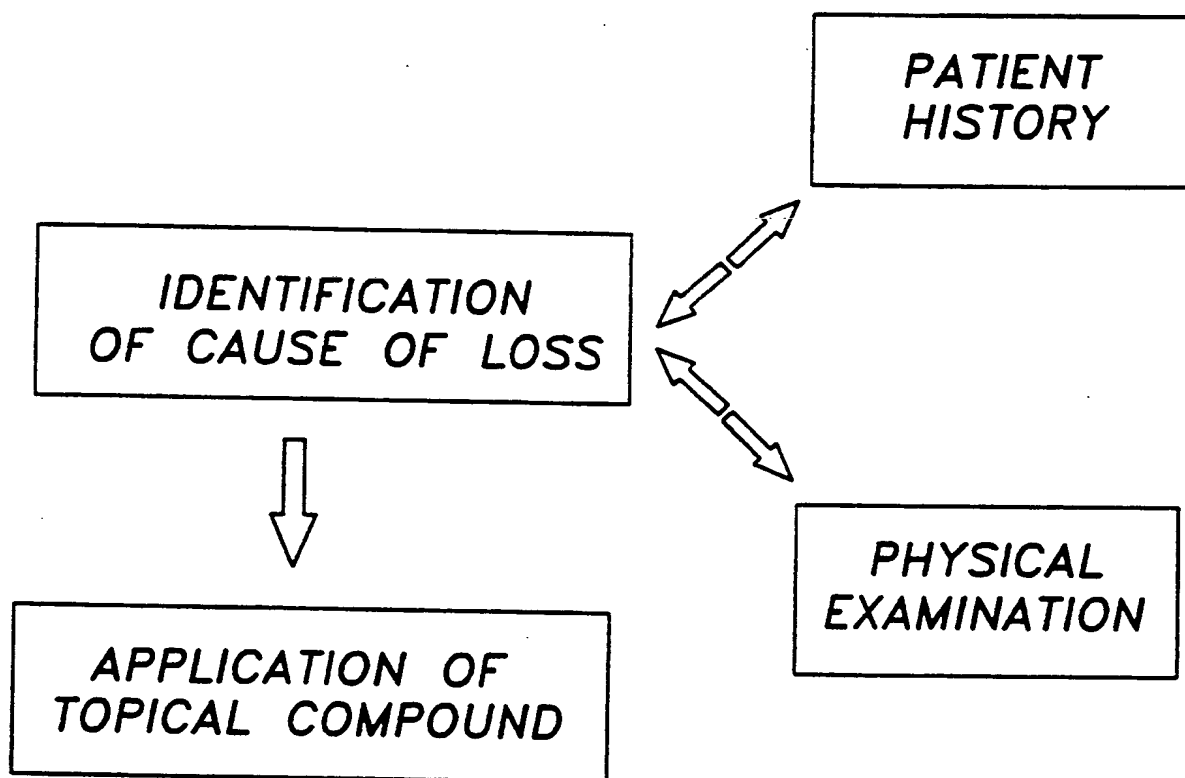 PATIENT
HISTORY
IDENTIFICATION
OF CAUSE OF LOSS
PHYSICAL
EXAMINATION
APPLICATION OF
TOPICAL COMPOUND